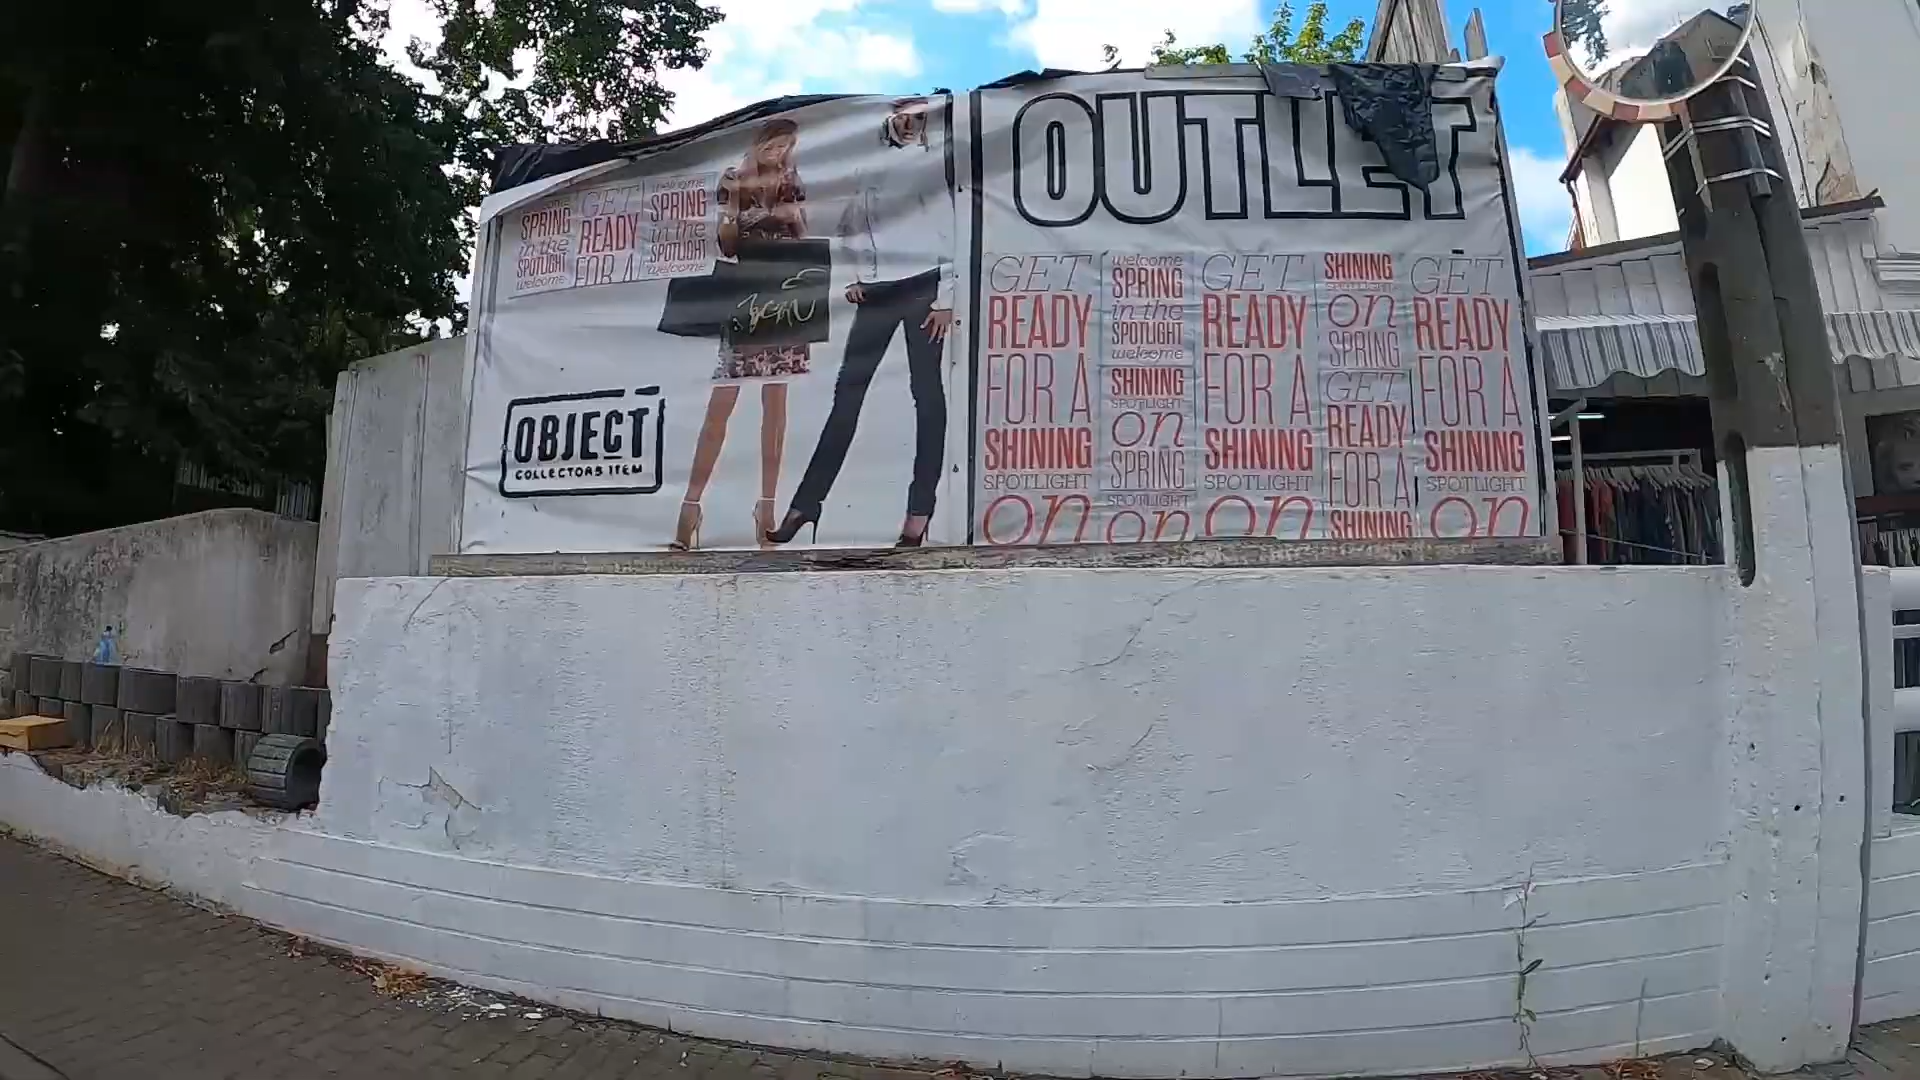 OUTLET
welcome
SPRING
in the
SPOTLIGHT
welcome
GET
READY
FOR A
welcome
SPRING
in the
SPOTLIGHT
welcome
OBJECT
COLLECTORS ITEM
GET
READY
FOR A
SHINING
SPOTLIGHT
on
welcome
SPRING
in the
SPOTLIGHT
welcome
SHINING
SPOTLIGHT
on
SPRING
SPOTLIGHT
on
GET
READY
FOR A
SHINING
SPOTLIGHT
on
SHINING
SPOTLIGHT
on
SPRING
GET
READY
FOR A
SHINING
GET
READY
FOR A
SHINING
SPOTLIGHT
on